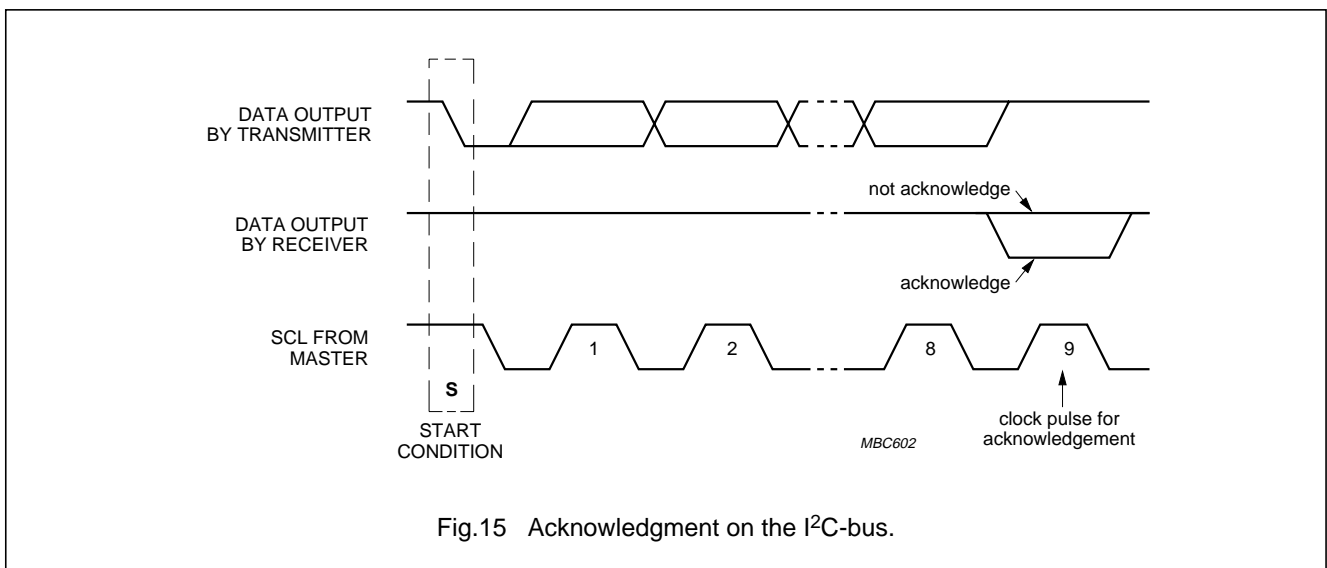 DATA OUTPUT
BY TRANSMITTER
not acknowledge
DATA OUTPUT
BY RECEIVER
acknowledge
SCL FROM
MASTER
1
2
8
9
S
START
CONDITION
clock pulse for
acknowledgement
MBC602
Fig.15 Acknowledgment on the I²C-bus.